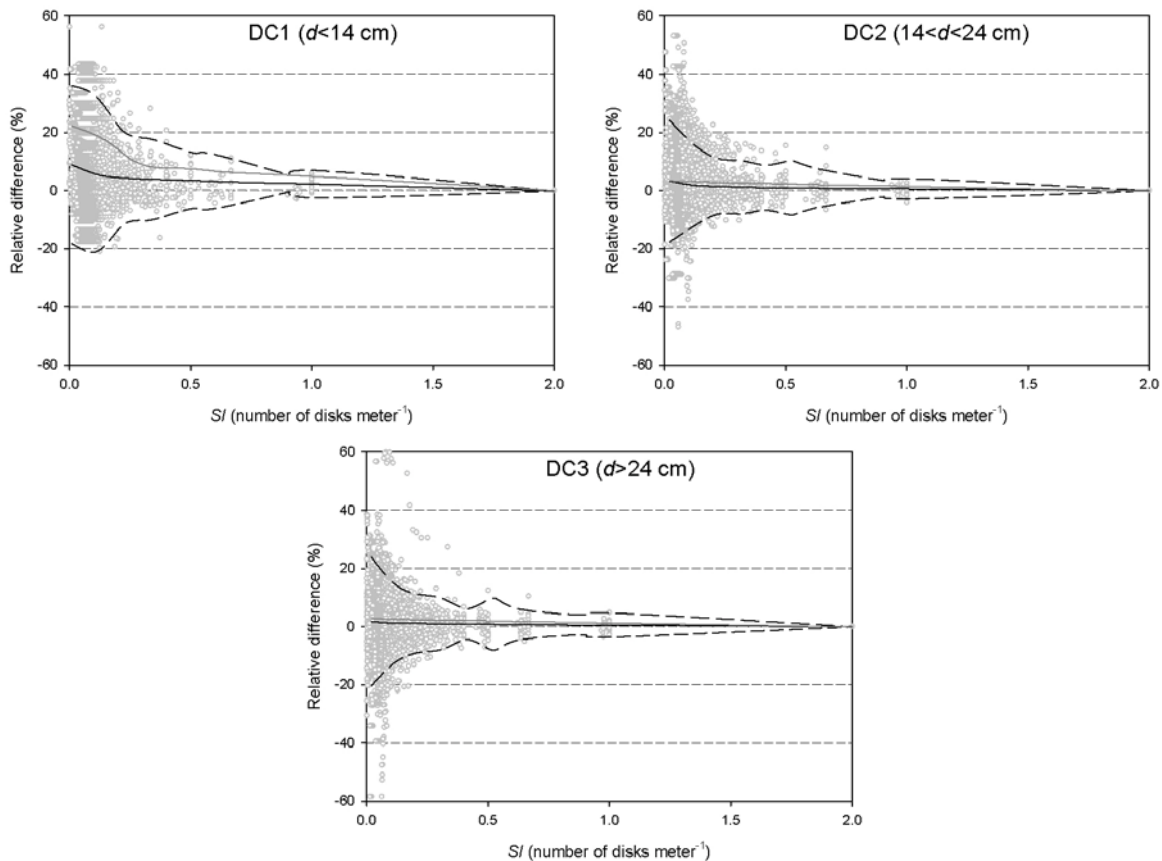 DC1 (d<14 cm)
Relative difference (%)
60
40
20
0
-20
-40
-60
0.0 0.5 1.0 1.5 2.0
SI (number of disks meter⁻¹)
DC2 (14<d<24 cm)
Relative difference (%)
60
40
20
0
-20
-40
-60
0.0 0.5 1.0 1.5 2.0
SI (number of disks meter⁻¹)
DC3 (d>24 cm)
Relative difference (%)
60
40
20
0
-20
-40
-60
0.0 0.5 1.0 1.5 2.0
SI (number of disks meter⁻¹)